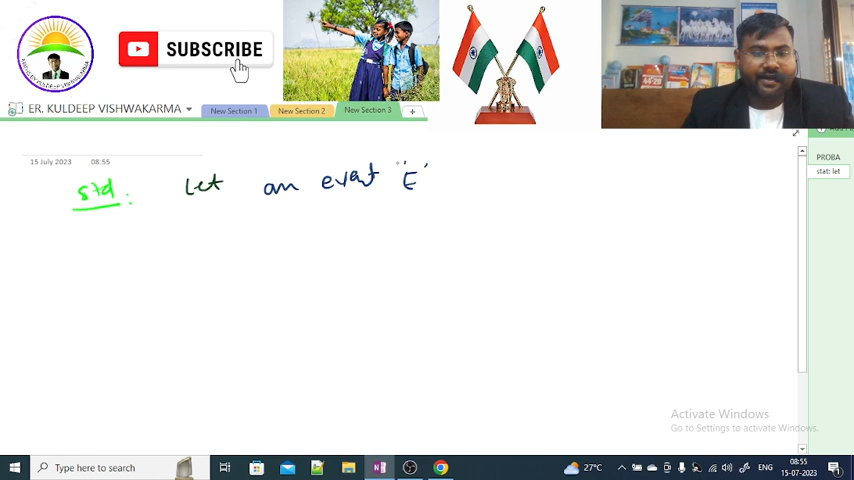 SUBSCRIBE
ER. KULDEEP VISHWAKARMA
New Section 1
New Section 2
New Section 3
+
15 July 2023 08:55
PROBA
stat: let
std: Let an event 'E'
Activate Windows
Go to Settings to activate Windows.
Type here to search
27°C
ENG
08:55
15-07-2023